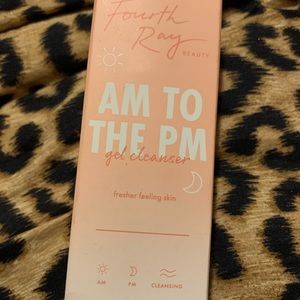 Fourth
Ray
BEAUTY
AM TO
THE PM
gel cleanser
fresher feeling skin
AM
PM
CLEANSING